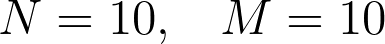 N = 10, M = 10